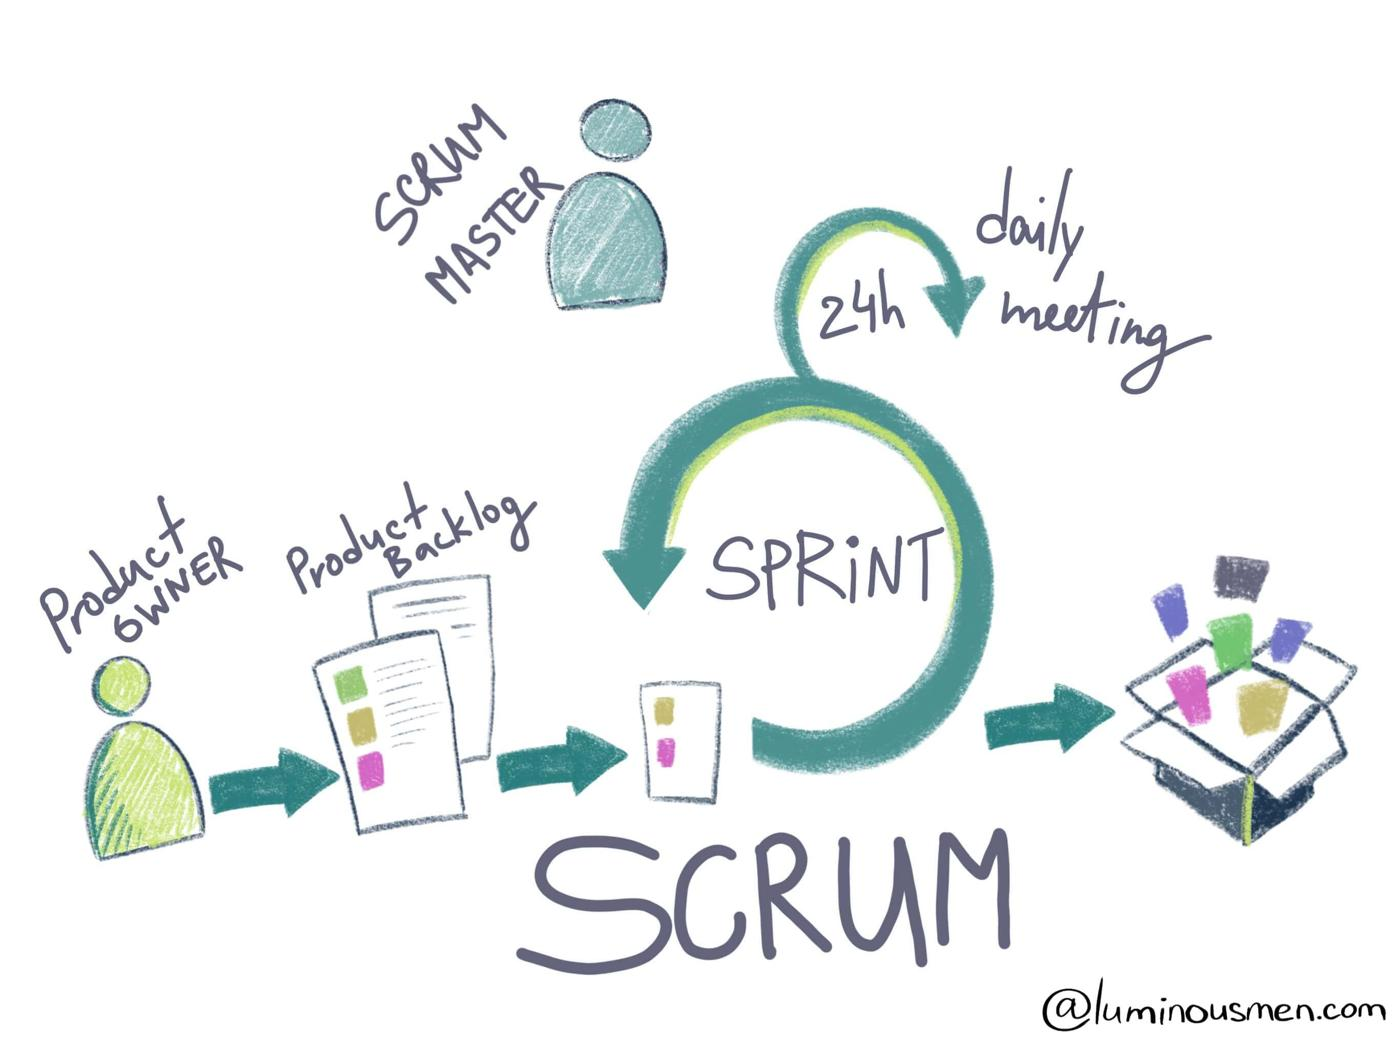 SCRUM
MASTER
daily
meeting
24h
Product
OWNER
Product
Backlog
SPRiNT
SCRUM
@luminousmen.com